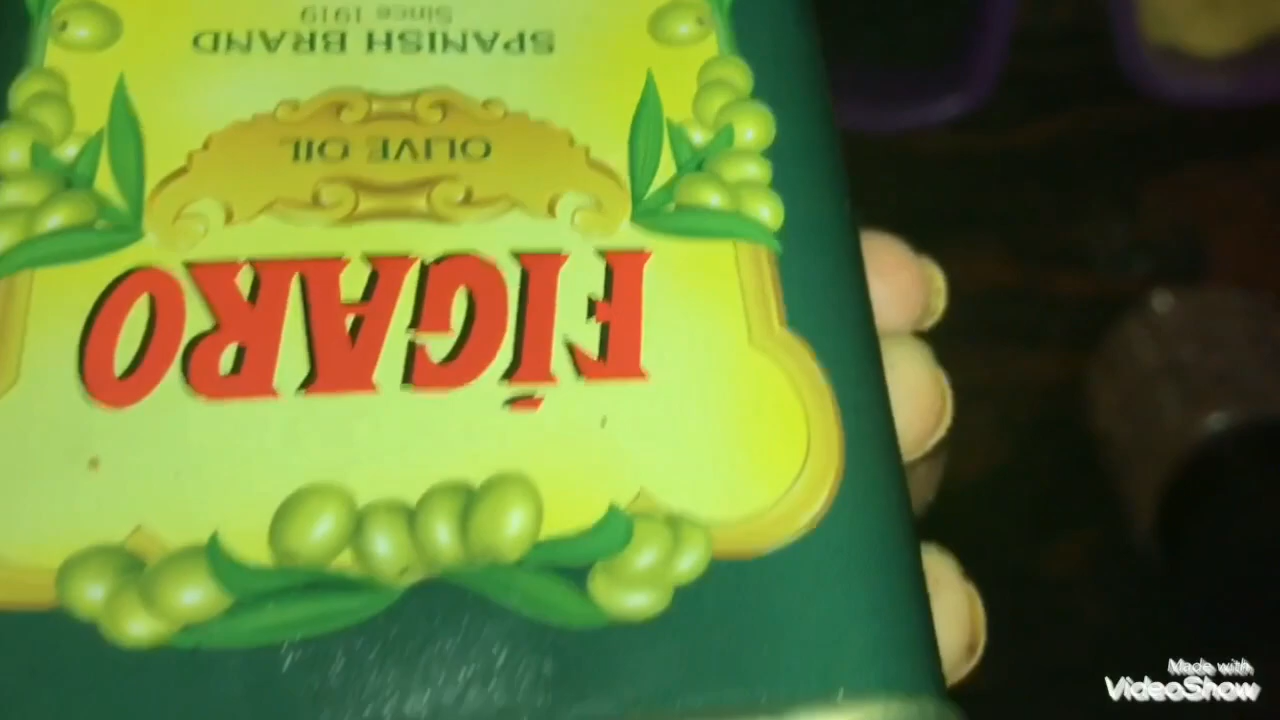 FÍGARO
OLIVE OIL
SPANISH BRAND
Since 1919
Made with
VideoShow